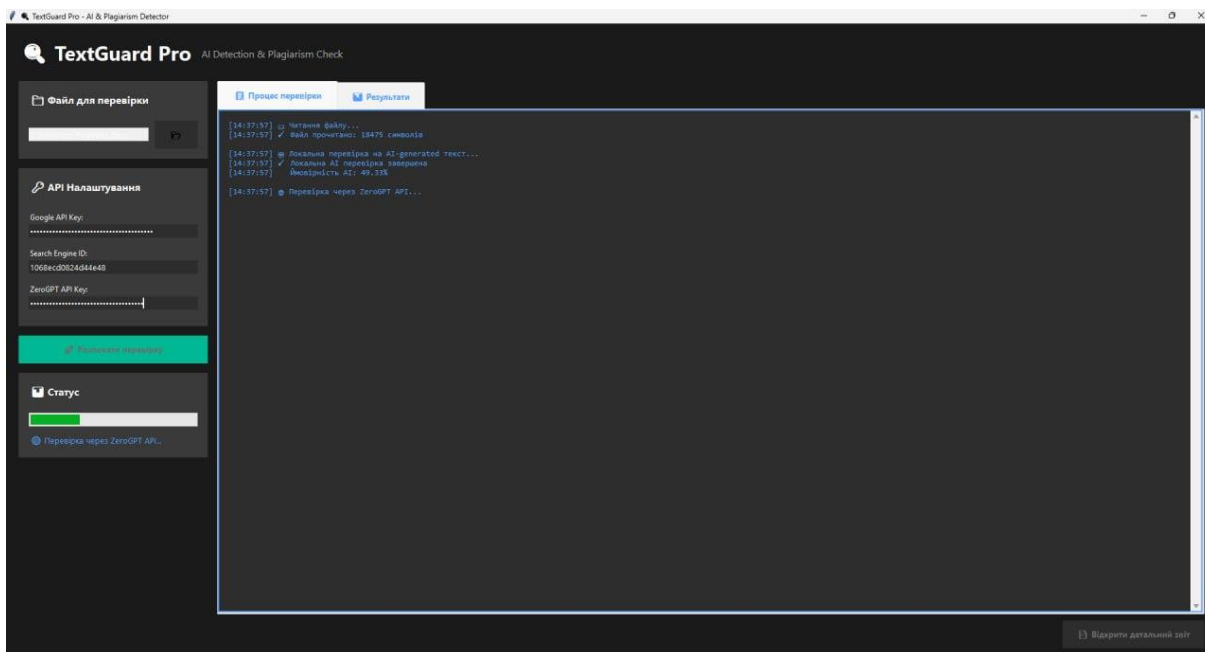 TextGuard Pro - AI & Plagiarism Detector
TextGuard Pro AI Detection & Plagiarism Check
Файл для перевірки
API Налаштування
Google API Key:
••••••••••••••••••••••••••••••••••••••
Search Engine ID:
1068ecd0824d44e48
ZeroGPT API Key:
••••••••••••••••••••••••••••••••••••
Розпочати перевірку
Статус
Перевірка через ZeroGPT API...
Процес перевірки
Результати
[14:37:57] Читання файлу...
[14:37:57] ✓ Файл прочитано: 18475 символів
[14:37:57] Локальна перевірка на AI-generated текст...
[14:37:57] ✓ Локальна AI перевірка завершена
[14:37:57] Ймовірність AI: 49.33%
[14:37:57] Перевірка через ZeroGPT API...
Відкрити детальний звіт